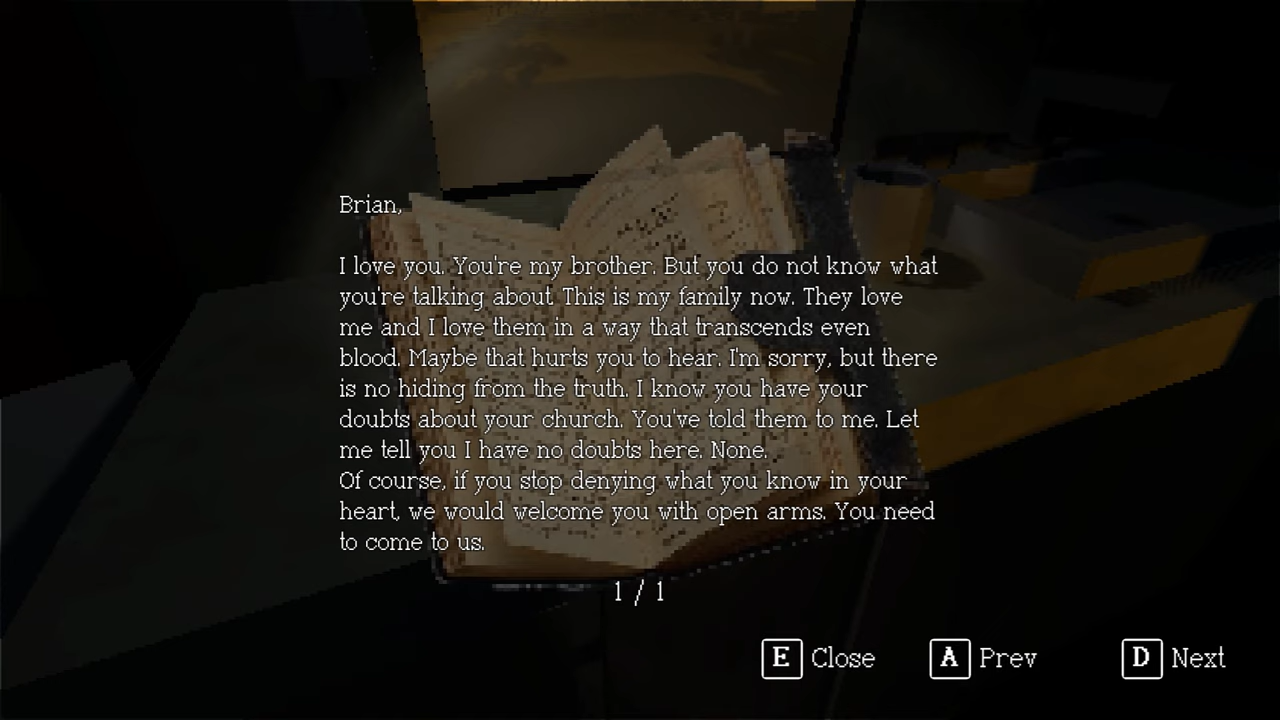 Brian,
I love you. You're my brother. But you do not know what
you're talking about. This is my family now. They love
me and I love them in a way that transcends even
blood. Maybe that hurts you to hear. I'm sorry, but there
is no hiding from the truth. I know you have your
doubts about your church. You've told them to me. Let
me tell you I have no doubts here. None.
Of course, if you stop denying what you know in your
heart, we would welcome you with open arms. You need
to come to us.
1 / 1
E Close A Prev D Next